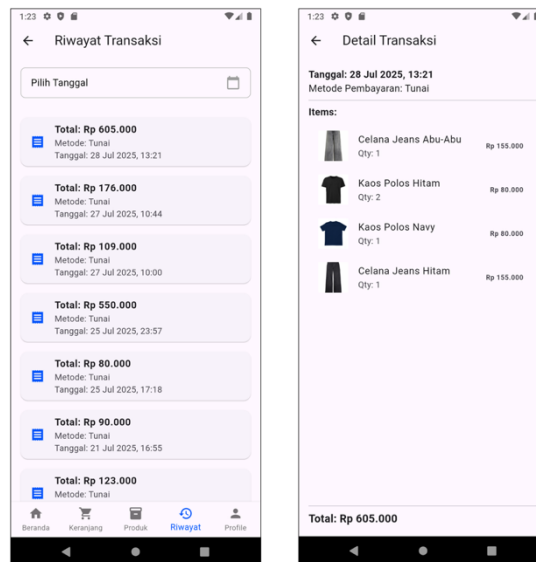 1:23
Riwayat Transaksi
Pilih Tanggal
Total: Rp 605.000
Metode: Tunai
Tanggal: 28 Jul 2025, 13:21
Total: Rp 176.000
Metode: Tunai
Tanggal: 27 Jul 2025, 10:44
Total: Rp 109.000
Metode: Tunai
Tanggal: 27 Jul 2025, 10:00
Total: Rp 550.000
Metode: Tunai
Tanggal: 25 Jul 2025, 23:57
Total: Rp 80.000
Metode: Tunai
Tanggal: 25 Jul 2025, 17:18
Total: Rp 90.000
Metode: Tunai
Tanggal: 21 Jul 2025, 16:55
Total: Rp 123.000
Metode: Tunai
Beranda Keranjang Produk Riwayat Profile
1:23
Detail Transaksi
Tanggal: 28 Jul 2025, 13:21
Metode Pembayaran: Tunai
Items:
Celana Jeans Abu-Abu
Qty: 1
Rp 155.000
Kaos Polos Hitam
Qty: 2
Rp 80.000
Kaos Polos Navy
Qty: 1
Rp 80.000
Celana Jeans Hitam
Qty: 1
Rp 155.000
Total: Rp 605.000